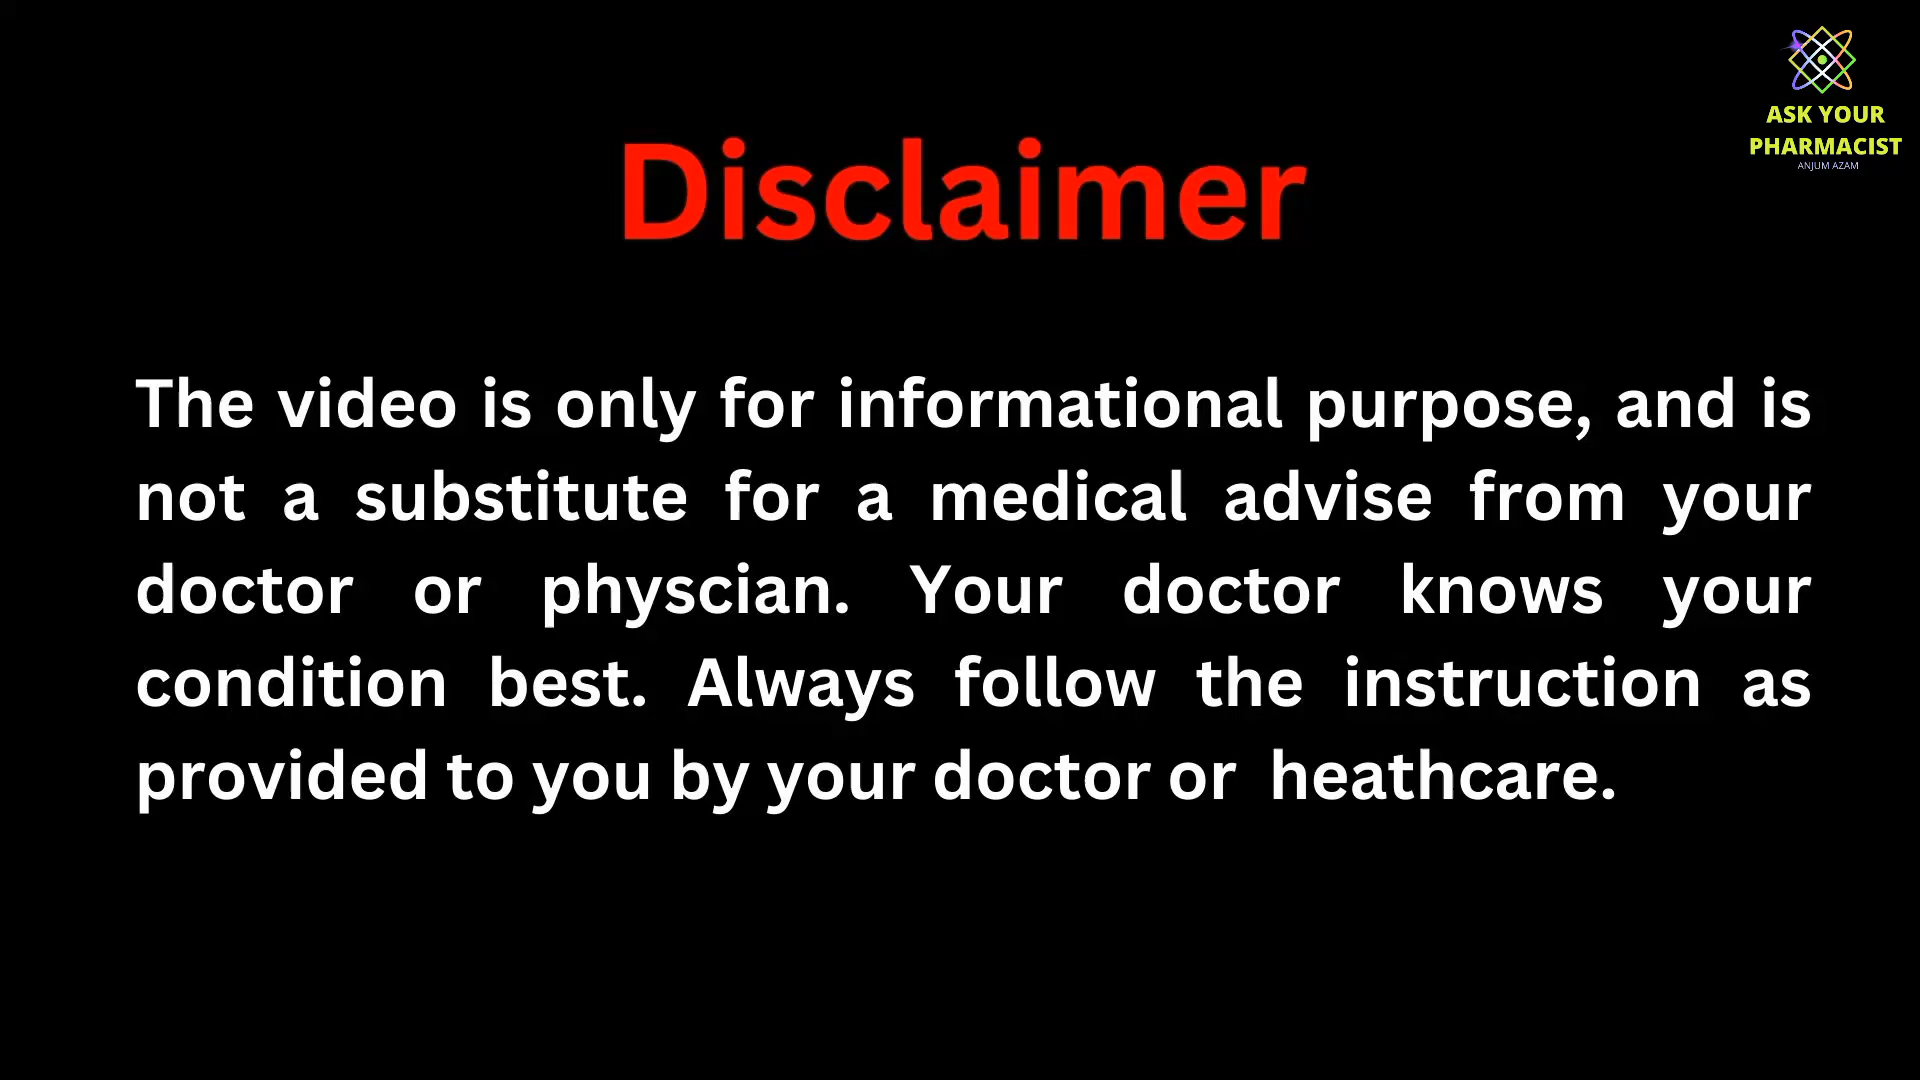 ASK YOUR
PHARMACIST
ANJUM AZAM
Disclaimer
The video is only for informational purpose, and is
not a substitute for a medical advise from your
doctor or physcian. Your doctor knows your
condition best. Always follow the instruction as
provided to you by your doctor or heathcare.